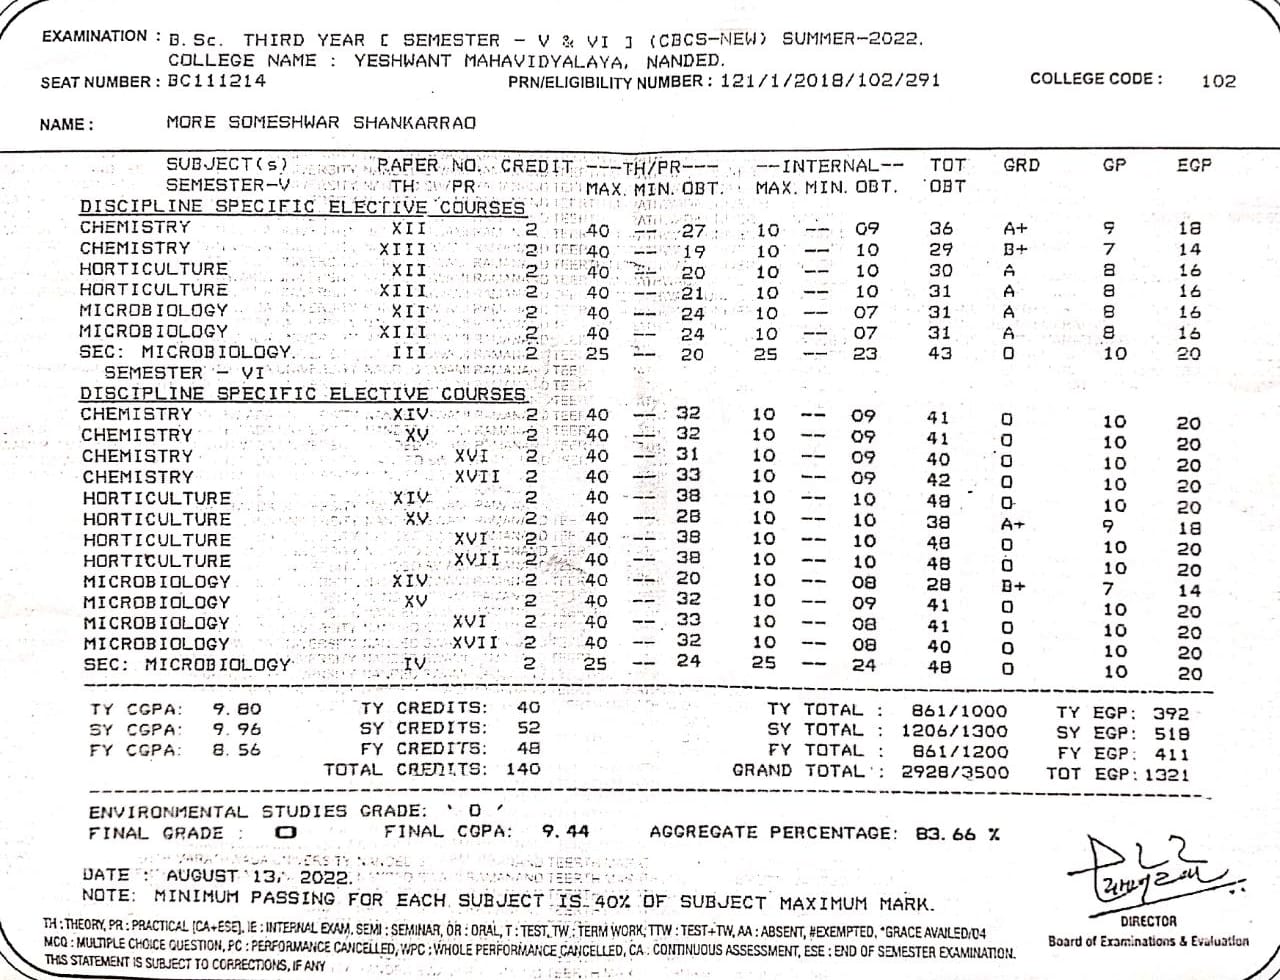 EXAMINATION : B. Sc. THIRD YEAR [ SEMESTER - V & VI ] (CBCS-NEW) SUMMER-2022.
COLLEGE NAME : YESHWANT MAHAVIDYALAYA, NANDED.
SEAT NUMBER : BC111214 PRN/ELIGIBILITY NUMBER : 121/1/2018/102/291 COLLEGE CODE : 102
NAME : MORE SOMESHWAR SHANKARRAO
SUBJECT(s) PAPER NO. CREDIT ---TH/PR--- --INTERNAL-- TOT GRD GP EGP
SEMESTER-V TH PR MAX. MIN. OBT. MAX. MIN. OBT. OBT
DISCIPLINE SPECIFIC ELECTIVE COURSES
CHEMISTRY XII 2 40 -- 27 10 -- 09 36 A+ 9 18
CHEMISTRY XIII 2 40 -- 19 10 -- 10 29 B+ 7 14
HORTICULTURE XII 2 40 -- 20 10 -- 10 30 A 8 16
HORTICULTURE XIII 2 40 -- 21 10 -- 10 31 A 8 16
MICROBIOLOGY XII 2 40 -- 24 10 -- 07 31 A 8 16
MICROBIOLOGY XIII 2 40 -- 24 10 -- 07 31 A 8 16
SEC: MICROBIOLOGY III 2 25 -- 20 25 -- 23 43 O 10 20
SEMESTER - VI
DISCIPLINE SPECIFIC ELECTIVE COURSES
CHEMISTRY XIV 2 40 -- 32 10 -- 09 41 O 10 20
CHEMISTRY XV 2 40 -- 32 10 -- 09 41 O 10 20
CHEMISTRY XVI 2 40 -- 31 10 -- 09 40 O 10 20
CHEMISTRY XVII 2 40 -- 33 10 -- 09 42 O 10 20
HORTICULTURE XIV 2 40 -- 38 10 -- 10 48 O 10 20
HORTICULTURE XV 2 40 -- 28 10 -- 10 38 A+ 9 18
HORTICULTURE XVI 2 40 -- 38 10 -- 10 48 O 10 20
HORTICULTURE XVII 2 40 -- 38 10 -- 10 48 O 10 20
MICROBIOLOGY XIV 2 40 -- 20 10 -- 08 28 B+ 7 14
MICROBIOLOGY XV 2 40 -- 32 10 -- 09 41 O 10 20
MICROBIOLOGY XVI 2 40 -- 33 10 -- 08 41 O 10 20
MICROBIOLOGY XVII 2 40 -- 32 10 -- 08 40 O 10 20
SEC: MICROBIOLOGY IV 2 25 -- 24 25 -- 24 48 O 10 20
TY CGPA: 9.80 TY CREDITS: 40 TY TOTAL : 861/1000 TY EGP: 392
SY CGPA: 9.96 SY CREDITS: 52 SY TOTAL : 1206/1300 SY EGP: 518
FY CGPA: 8.56 FY CREDITS: 48 FY TOTAL : 861/1200 FY EGP: 411
TOTAL CREDITS: 140 GRAND TOTAL : 2928/3500 TOT EGP: 1321
ENVIRONMENTAL STUDIES GRADE: ' O '
FINAL GRADE : O FINAL CGPA: 9.44 AGGREGATE PERCENTAGE: 83.66 %
DATE : AUGUST 13, 2022.
NOTE: MINIMUM PASSING FOR EACH SUBJECT IS 40% OF SUBJECT MAXIMUM MARK.
DIRECTOR
Board of Examinations & Evaluation
TH : THEORY, PR : PRACTICAL [CA+ESE], IE : INTERNAL EXAM, SEMI : SEMINAR, OR : ORAL, T : TEST, TW : TERM WORK, TTW : TEST+TW, AA : ABSENT, #EXEMPTED, *GRACE AVAILED/04
MCQ : MULTIPLE CHOICE QUESTION, PC : PERFORMANCE CANCELLED, WPC : WHOLE PERFORMANCE CANCELLED, CA : CONTINUOUS ASSESSMENT, ESE : END OF SEMESTER EXAMINATION.
THIS STATEMENT IS SUBJECT TO CORRECTIONS, IF ANY